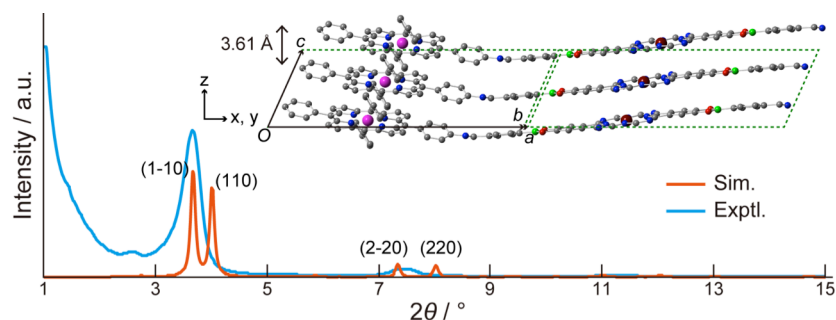 3.61 Å
c
z
x, y
O
b
a
(1-10)
(110)
(2-20)
(220)
Sim.
Exptl.
Intensity / a.u.
1 3 5 7 9 11 13 15
2θ / °